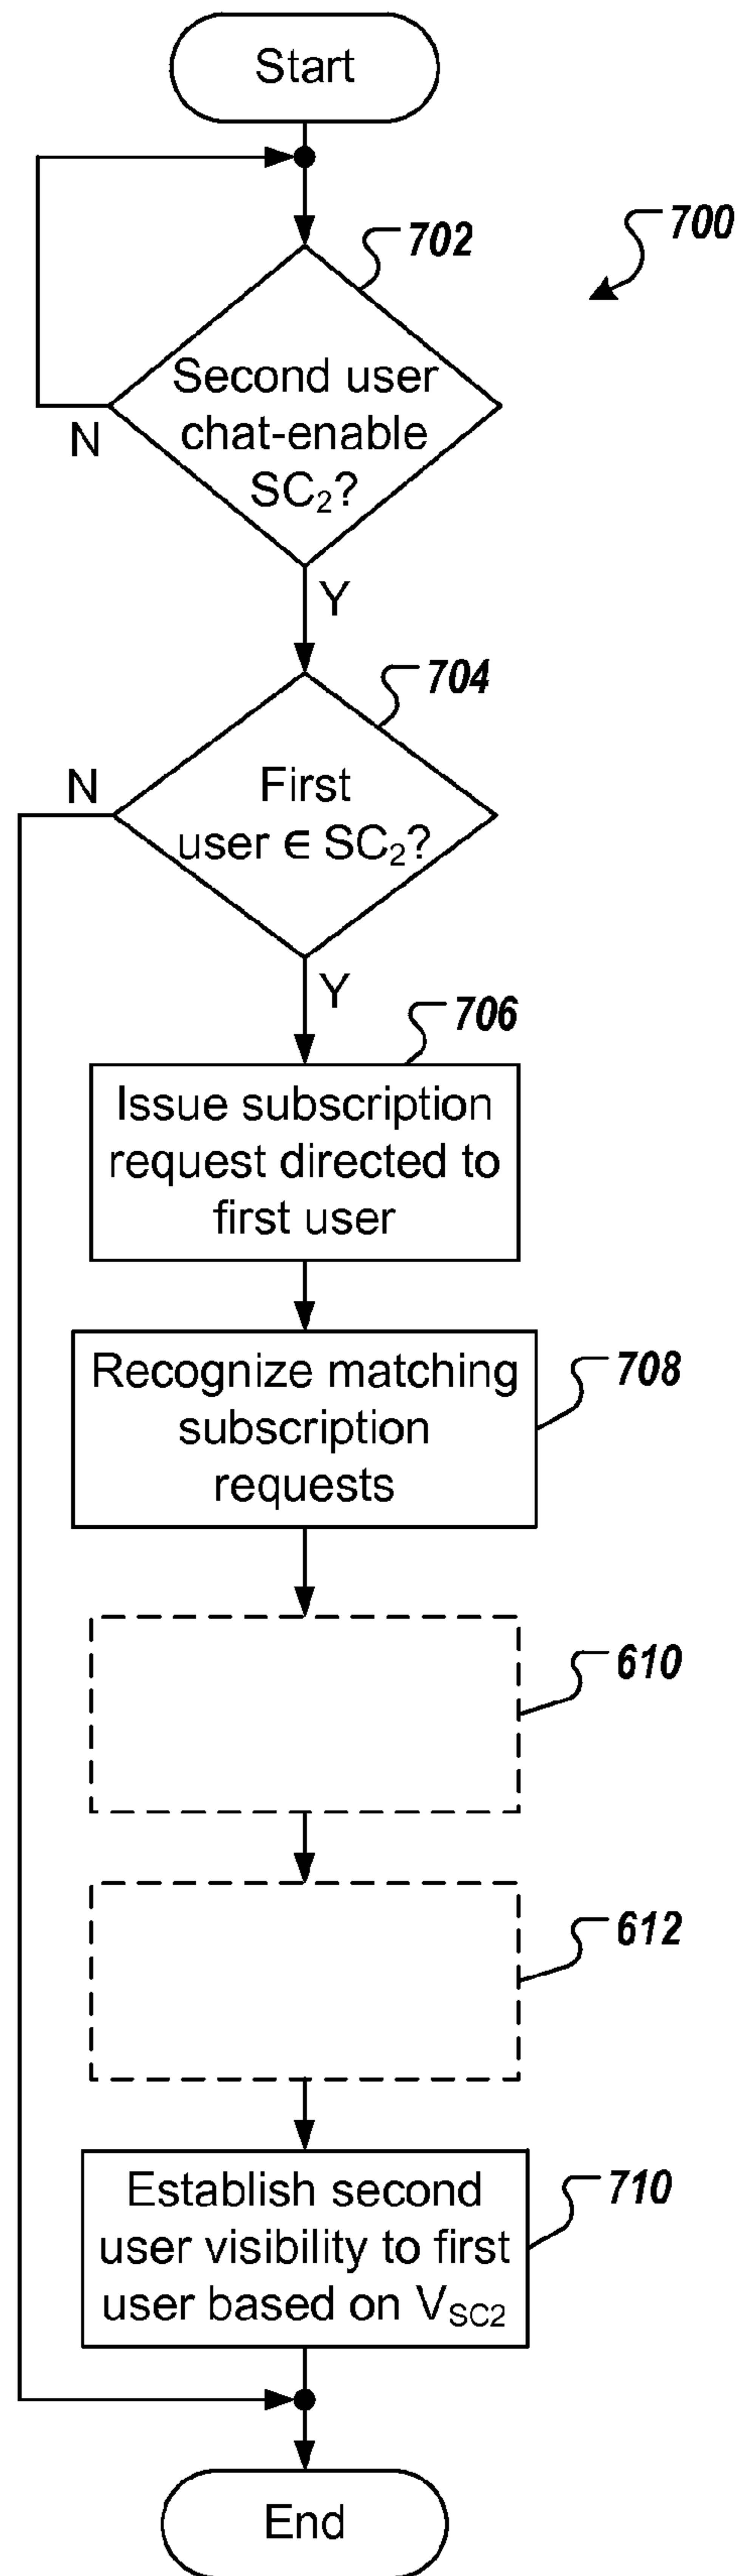 Start
700
702
Second user
chat-enable
SC₂?
N
Y
704
N
First
user ∈ SC₂?
Y
706
Issue subscription
request directed to
first user
Recognize matching
subscription
requests
708
610
612
Establish second
user visibility to first
user based on V_SC2
710
End